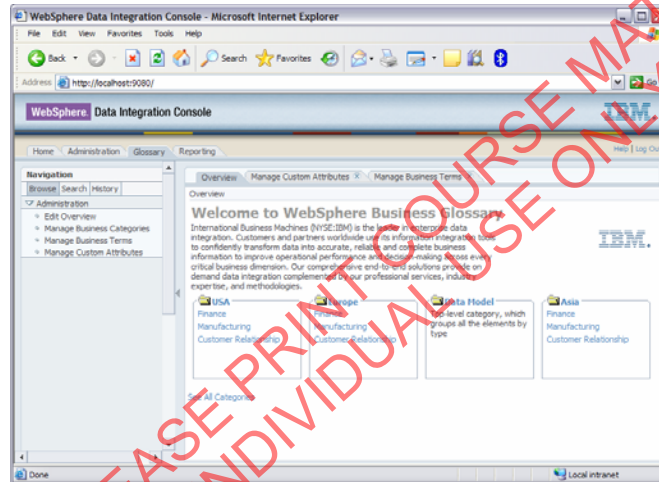 WebSphere Data Integration Console - Microsoft Internet Explorer
File Edit View Favorites Tools Help
Back Search Favorites
Address http://localhost:9080/ Go
WebSphere. Data Integration Console IBM.
Home Administration Glossary Reporting Help | Log Ou
Navigation
Browse Search History
Administration
Edit Overview
Manage Business Categories
Manage Business Terms
Manage Custom Attributes
Overview Manage Custom Attributes Manage Business Terms
Overview
Welcome to WebSphere Business Glossary
International Business Machines (NYSE:IBM) is the leader in enterprise data
integration. Customers and partners worldwide use its information integration tools
to confidently transform data into accurate, reliable and complete business
information to improve operational performance and decision-making across every
critical business dimension. Our comprehensive end-to-end solutions provide on
demand data integration complemented by our professional services, industry
expertise, and methodologies.
IBM.
USA
Finance
Manufacturing
Customer Relationship
Europe
Finance
Manufacturing
Customer Relationship
Data Model
Top-level category, which
groups all the elements by
type
Asia
Finance
Manufacturing
Customer Relationship
See All Categories
Done Local intranet
EASE PRINT COURSE MAT
INDIVIDUAL USE ONLY